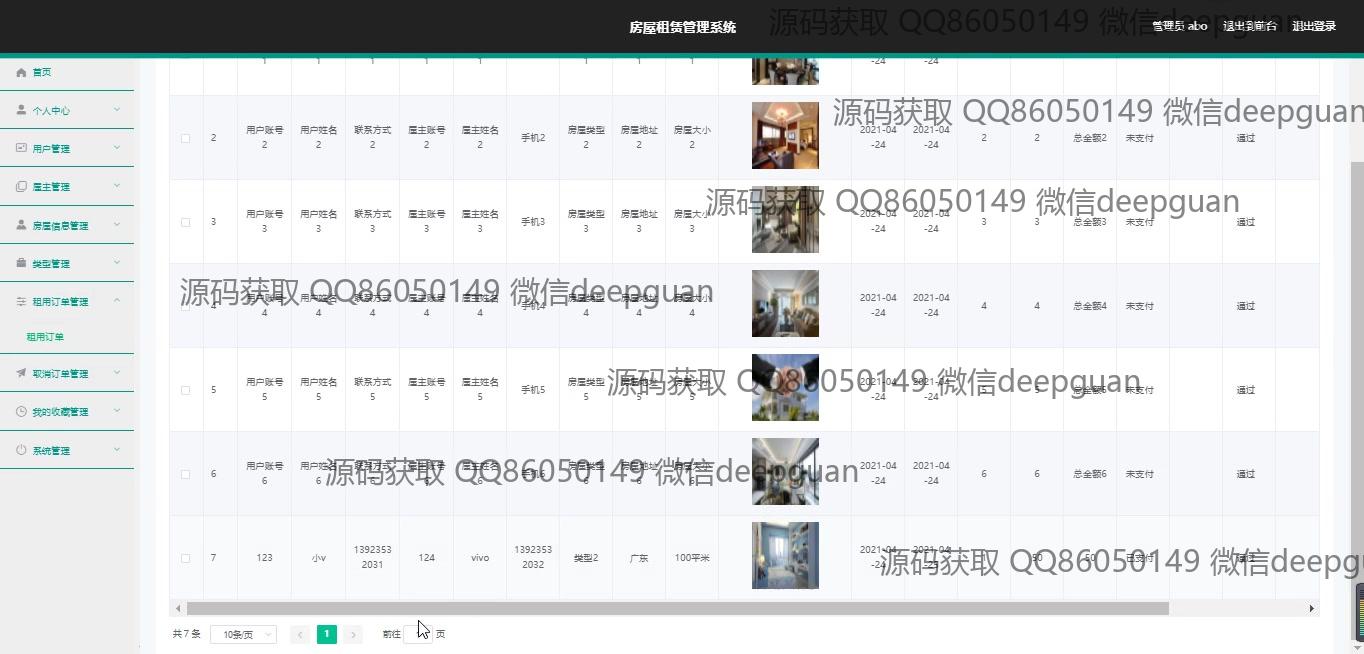 房屋租赁管理系统
源码获取 QQ86050149 微信deepguan
管理员 abo 退出到前台 退出登录
首页
个人中心
用户管理
屋主管理
房屋信息管理
类型管理
租用订单管理
租用订单
取消订单管理
我的收藏管理
系统管理
1 1 1 1 1 1 1 1 -24 -24
源码获取 QQ86050149 微信deepguan
2 用户账号2 用户姓名2 联系方式2 屋主账号2 屋主姓名2 手机2 房屋类型2 房屋地址2 房屋大小2 2021-04-24 2021-04-24 2 2 总金额2 未支付 通过
源码获取 QQ86050149 微信deepguan
3 用户账号3 用户姓名3 联系方式3 屋主账号3 屋主姓名3 手机3 房屋类型3 房屋地址3 房屋大小3 2021-04-24 2021-04-24 3 3 总金额3 未支付 通过
源码获取 QQ86050149 微信deepguan
4 用户账号4 用户姓名4 联系方式4 屋主账号4 屋主姓名4 手机4 房屋类型4 房屋地址4 房屋大小4 2021-04-24 2021-04-24 4 4 总金额4 未支付 通过
源码获取 QQ86050149 微信deepguan
5 用户账号5 用户姓名5 联系方式5 屋主账号5 屋主姓名5 手机5 房屋类型5 房屋地址5 房屋大小5 2021-04-24 2021-04-24 5 5 总金额5 未支付 通过
源码获取 QQ86050149 微信deepguan
6 用户账号6 用户姓名6 联系方式6 屋主账号6 屋主姓名6 手机6 房屋类型6 房屋地址6 房屋大小6 2021-04-24 2021-04-24 6 6 总金额6 未支付 通过
7 123 小v 13923532031 124 vivo 13923532032 类型2 广东 100平米 2021-04-24 2021-04-25 50 50 已支付 通过
源码获取 QQ86050149 微信deepgu
共 7 条 10条/页 1 前往 页